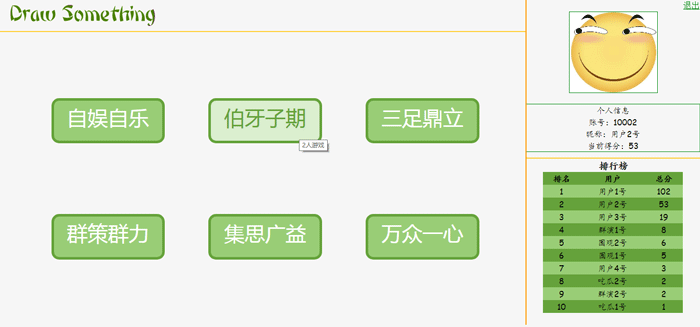 Draw Something
退出
自娱自乐
伯牙子期
三足鼎立
2人游戏
群策群力
集思广益
万众一心
个人信息
账号：10002
昵称：用户2号
当前得分：53
排行榜
排名 用户 总分
1 用户1号 102
2 用户2号 53
3 用户3号 19
4 群演1号 8
5 围观2号 6
6 围观1号 5
7 用户4号 3
8 吃瓜2号 2
9 群演2号 2
10 吃瓜1号 1